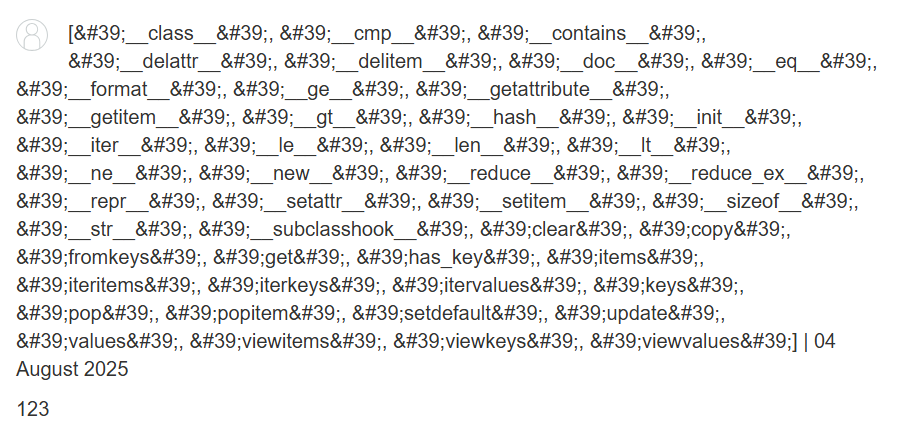 [&#39;__class__&#39;, &#39;__cmp__&#39;, &#39;__contains__&#39;,
&#39;__delattr__&#39;, &#39;__delitem__&#39;, &#39;__doc__&#39;, &#39;__eq__&#39;,
&#39;__format__&#39;, &#39;__ge__&#39;, &#39;__getattribute__&#39;,
&#39;__getitem__&#39;, &#39;__gt__&#39;, &#39;__hash__&#39;, &#39;__init__&#39;,
&#39;__iter__&#39;, &#39;__le__&#39;, &#39;__len__&#39;, &#39;__lt__&#39;,
&#39;__ne__&#39;, &#39;__new__&#39;, &#39;__reduce__&#39;, &#39;__reduce_ex__&#39;,
&#39;__repr__&#39;, &#39;__setattr__&#39;, &#39;__setitem__&#39;, &#39;__sizeof__&#39;,
&#39;__str__&#39;, &#39;__subclasshook__&#39;, &#39;clear&#39;, &#39;copy&#39;,
&#39;fromkeys&#39;, &#39;get&#39;, &#39;has_key&#39;, &#39;items&#39;,
&#39;iteritems&#39;, &#39;iterkeys&#39;, &#39;itervalues&#39;, &#39;keys&#39;,
&#39;pop&#39;, &#39;popitem&#39;, &#39;setdefault&#39;, &#39;update&#39;,
&#39;values&#39;, &#39;viewitems&#39;, &#39;viewkeys&#39;, &#39;viewvalues&#39;] | 04
August 2025
123